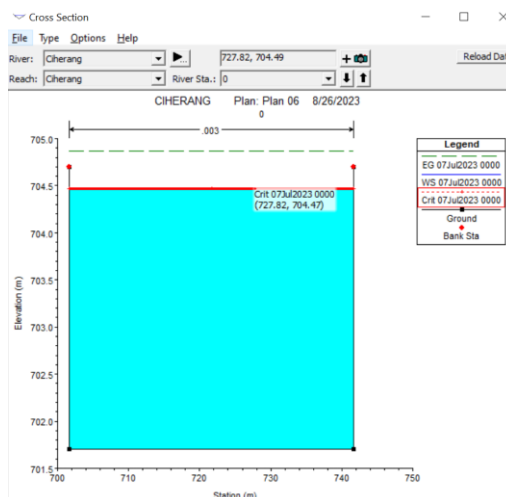 Cross Section
File Type Options Help
River: Ciherang 727.82, 704.49 Reload Dat
Reach: Ciherang River Sta.: 0
CIHERANG Plan: Plan 06 8/26/2023
0
.003
705.0
704.5
704.0
703.5
703.0
702.5
702.0
701.5
Elevation (m)
Crit 07Jul2023 0000
(727.82, 704.47)
700 710 720 730 740 750
Station (m)
Legend
EG 07Jul2023 0000
WS 07Jul2023 0000
Crit 07Jul2023 0000
Ground
Bank Sta